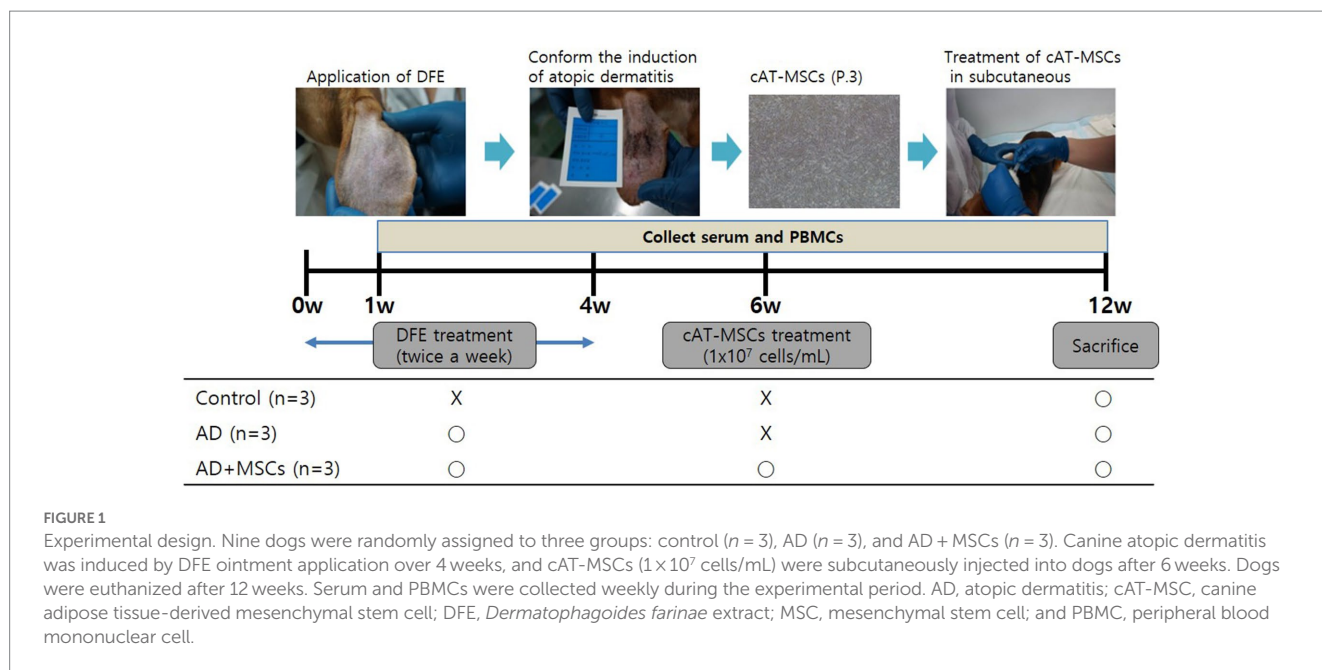 Application of DFE
Conform the induction
of atopic dermatitis
cAT-MSCs (P.3)
Treatment of cAT-MSCs
in subcutaneous
Collect serum and PBMCs
0w 1w 4w 6w 12w
DFE treatment
(twice a week)
cAT-MSCs treatment
(1x10⁷ cells/mL)
Sacrifice
Control (n=3) X X ○
AD (n=3) ○ X ○
AD+MSCs (n=3) ○ ○ ○
FIGURE 1
Experimental design. Nine dogs were randomly assigned to three groups: control (n = 3), AD (n = 3), and AD + MSCs (n = 3). Canine atopic dermatitis
was induced by DFE ointment application over 4 weeks, and cAT-MSCs (1 × 10⁷ cells/mL) were subcutaneously injected into dogs after 6 weeks. Dogs
were euthanized after 12 weeks. Serum and PBMCs were collected weekly during the experimental period. AD, atopic dermatitis; cAT-MSC, canine
adipose tissue-derived mesenchymal stem cell; DFE, Dermatophagoides farinae extract; MSC, mesenchymal stem cell; and PBMC, peripheral blood
mononuclear cell.